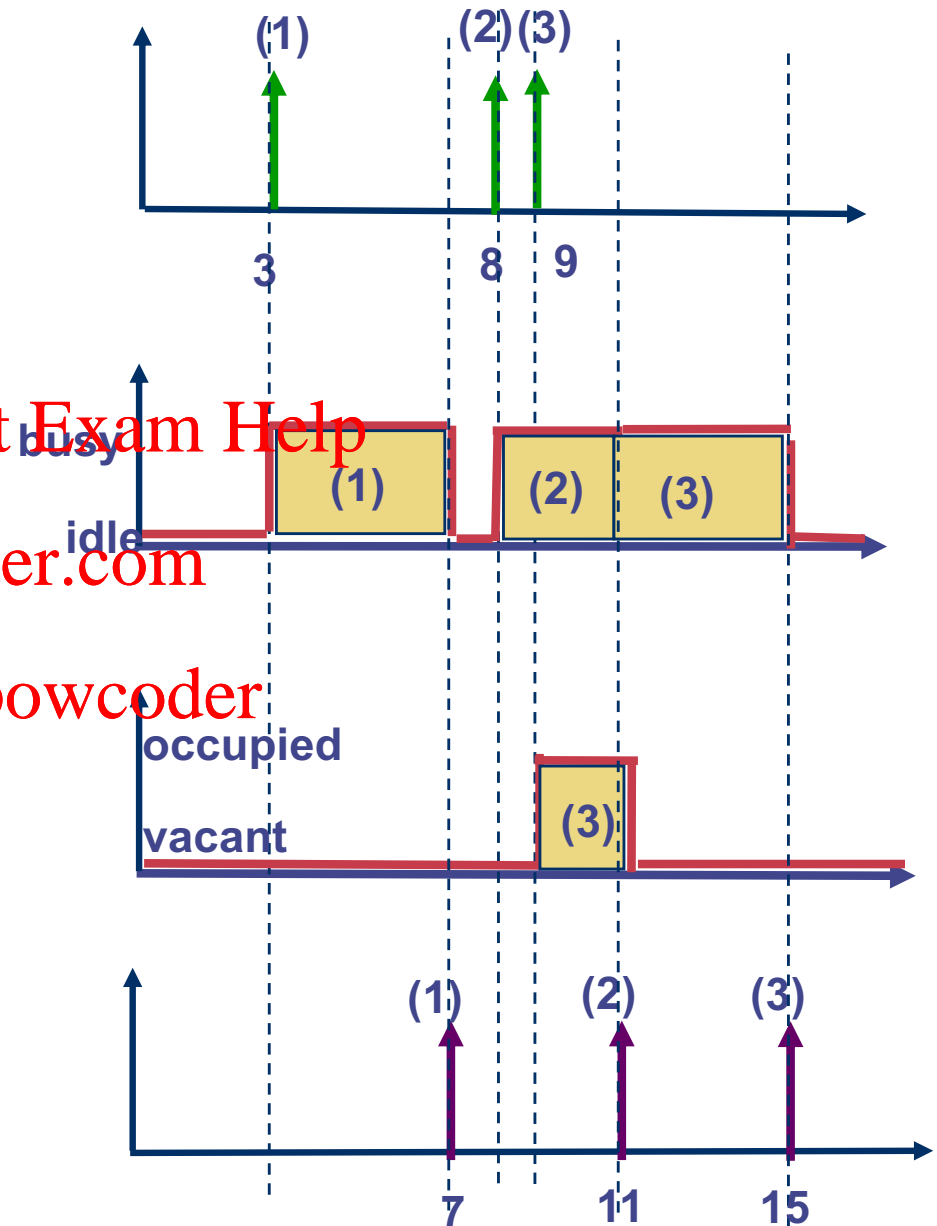 (1) (2) (3)
3 8 9
t Exam Help
busy
(1) (2) (3)
idle
er.com
owcoder
occupied
(3)
vacant
(1) (2) (3)
7 11 15